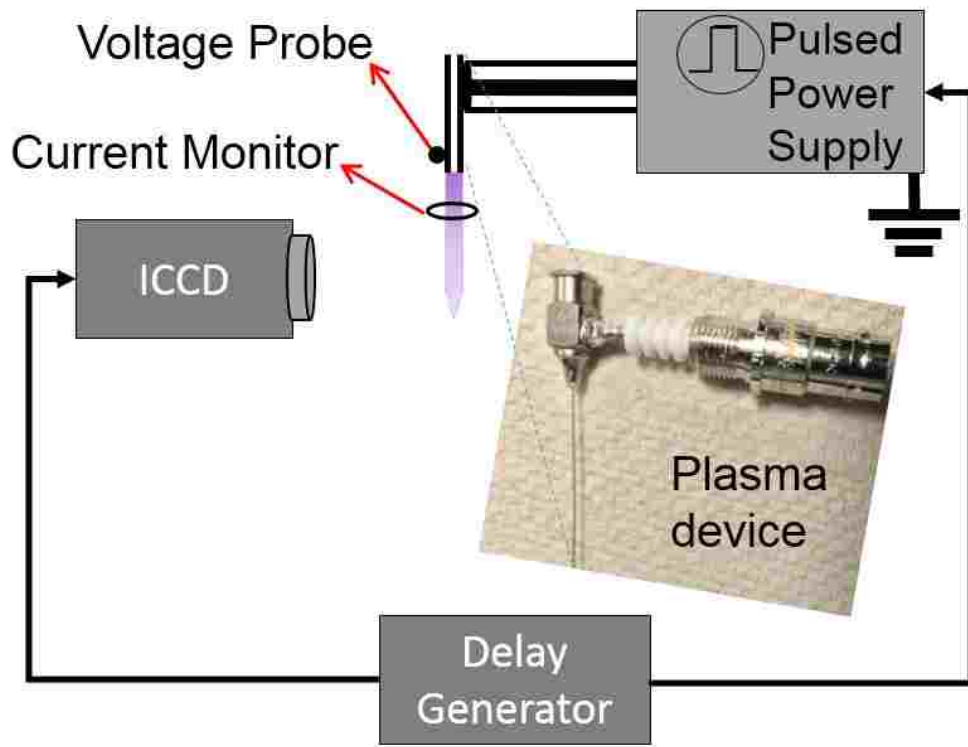 Voltage Probe
Current Monitor
Pulsed
Power
Supply
ICCD
Plasma
device
Delay
Generator